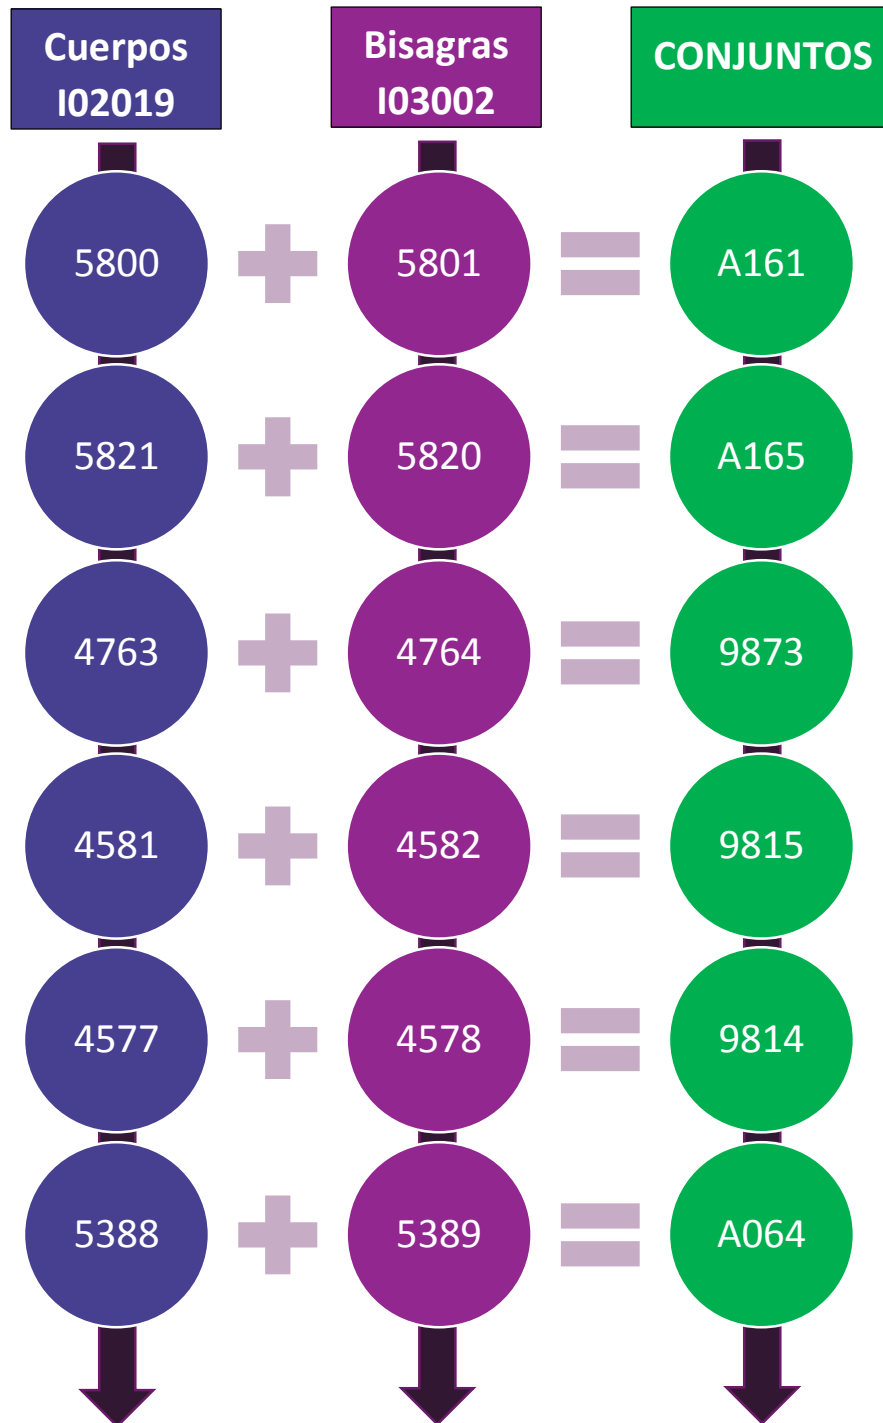 Cuerpos
I02019
Bisagras
I03002
CONJUNTOS
5800 + 5801 = A161
5821 + 5820 = A165
4763 + 4764 = 9873
4581 + 4582 = 9815
4577 + 4578 = 9814
5388 + 5389 = A064